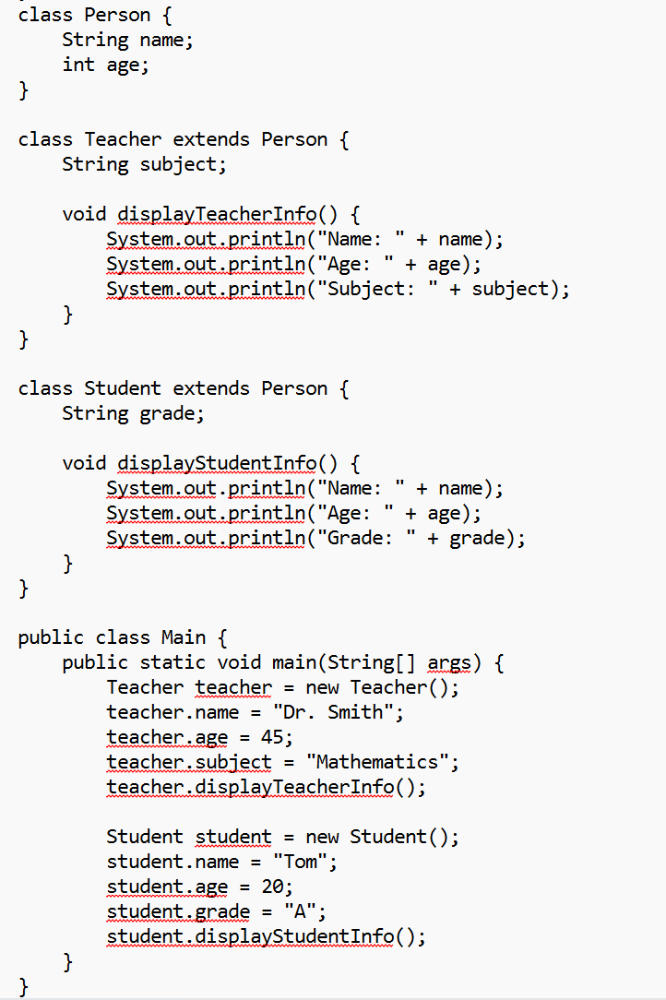 class Person {
    String name;
    int age;
}

class Teacher extends Person {
    String subject;

    void displayTeacherInfo() {
        System.out.println("Name: " + name);
        System.out.println("Age: " + age);
        System.out.println("Subject: " + subject);
    }
}

class Student extends Person {
    String grade;

    void displayStudentInfo() {
        System.out.println("Name: " + name);
        System.out.println("Age: " + age);
        System.out.println("Grade: " + grade);
    }
}

public class Main {
    public static void main(String[] args) {
        Teacher teacher = new Teacher();
        teacher.name = "Dr. Smith";
        teacher.age = 45;
        teacher.subject = "Mathematics";
        teacher.displayTeacherInfo();

        Student student = new Student();
        student.name = "Tom";
        student.age = 20;
        student.grade = "A";
        student.displayStudentInfo();
    }
}